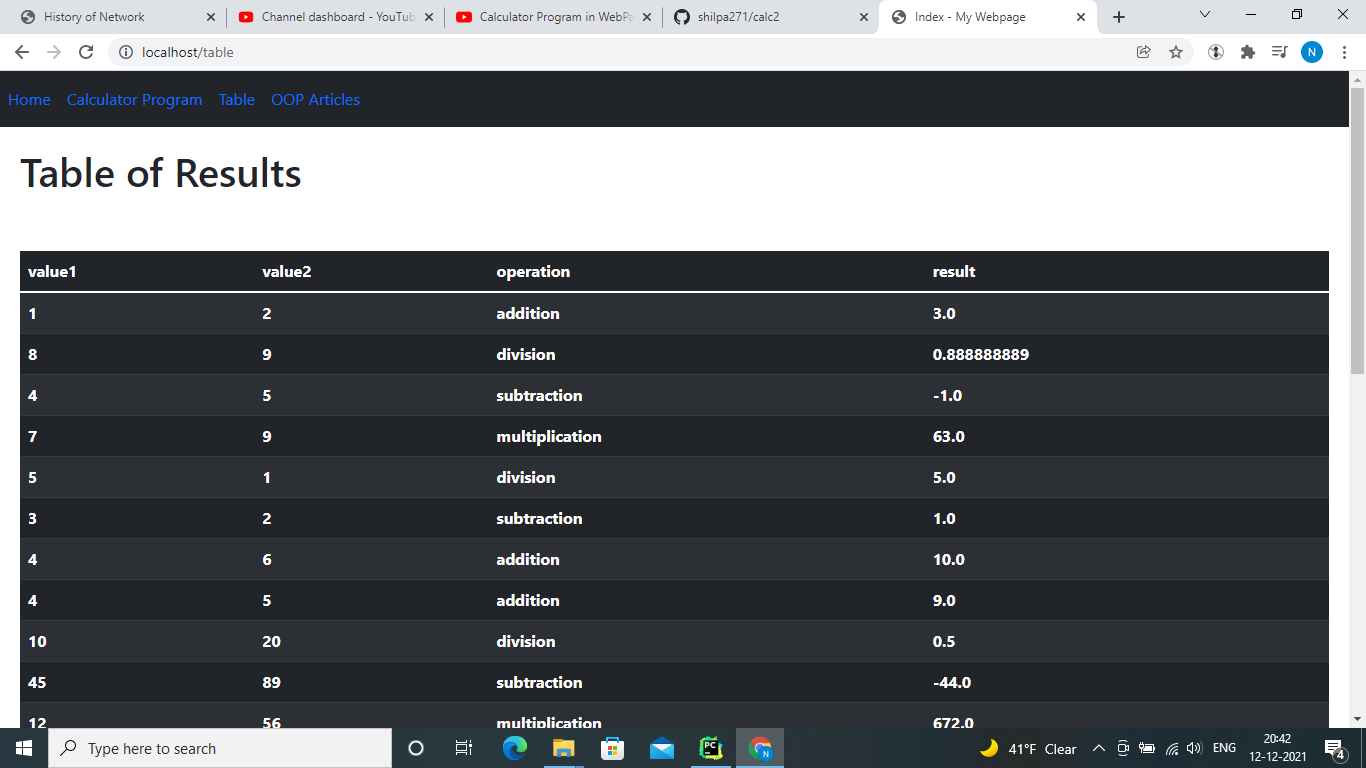 History of Network
Channel dashboard - YouTub
Calculator Program in WebPa
shilpa271/calc2
Index - My Webpage
localhost/table
N
Home Calculator Program Table OOP Articles
Table of Results
value1 value2 operation result
1 2 addition 3.0
8 9 division 0.888888889
4 5 subtraction -1.0
7 9 multiplication 63.0
5 1 division 5.0
3 2 subtraction 1.0
4 6 addition 10.0
4 5 addition 9.0
10 20 division 0.5
45 89 subtraction -44.0
12 56 multiplication 672.0
Type here to search
PC
N
41°F Clear
ENG
20:42
12-12-2021
4